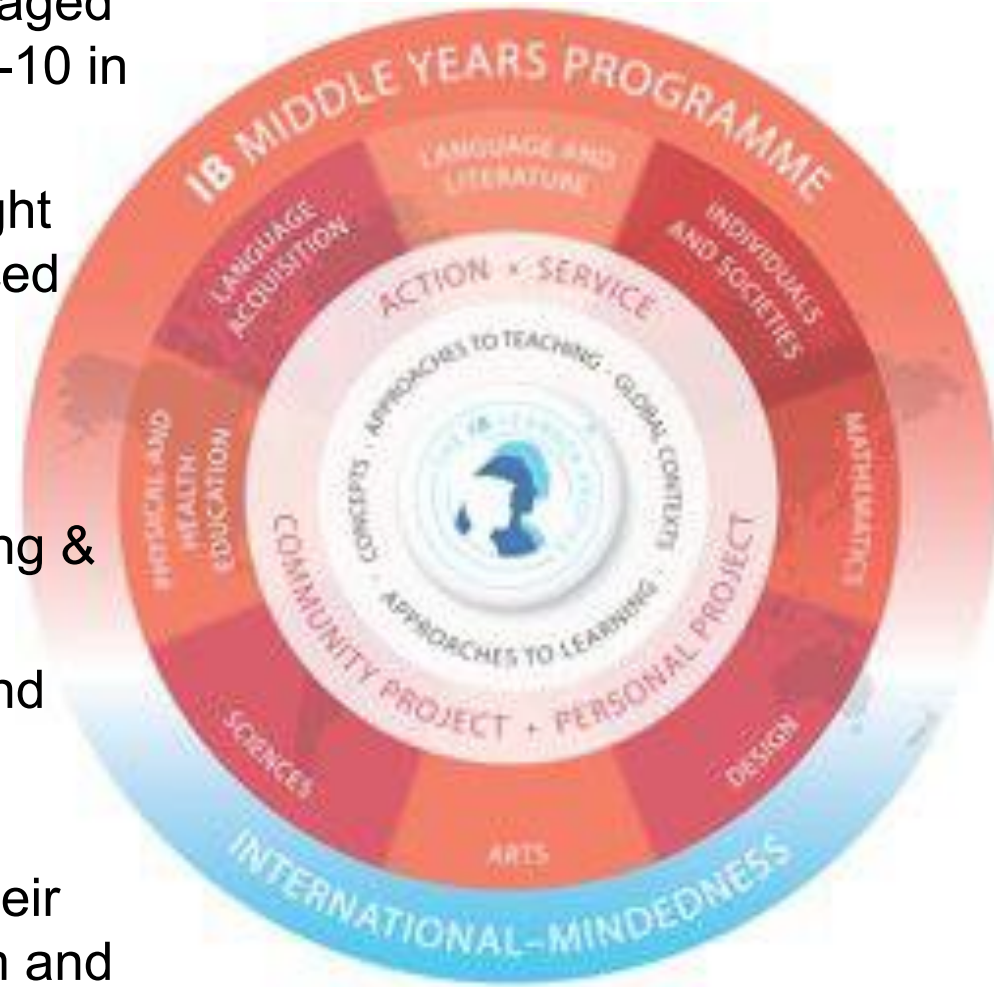 aged
-10 in
ght
ed
ng &
nd
eir
and
IB MIDDLE YEARS PROGRAMME
LANGUAGE AND
LITERATURE
LANGUAGE
ACQUISITION
INDIVIDUALS
AND SOCIETIES
PHYSICAL AND
HEALTH
EDUCATION
MATHEMATICS
SCIENCES
DESIGN
ARTS
ACTION • SERVICE
COMMUNITY PROJECT • PERSONAL PROJECT
APPROACHES TO TEACHING · GLOBAL CONTEXTS ·
CONCEPTS · APPROACHES TO LEARNING ·
INTERNATIONAL-MINDEDNESS